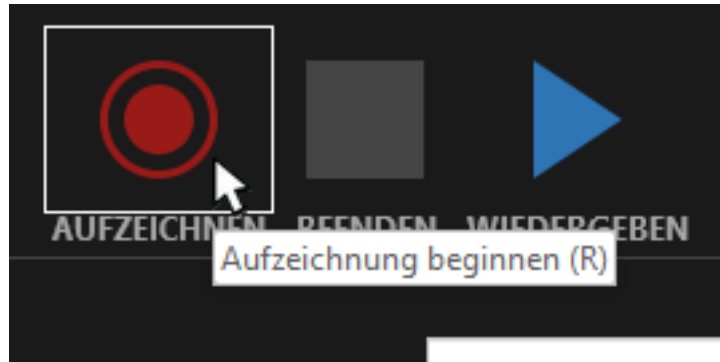 AUFZEICHNEN BEENDEN WIEDERGEBEN
Aufzeichnung beginnen (R)